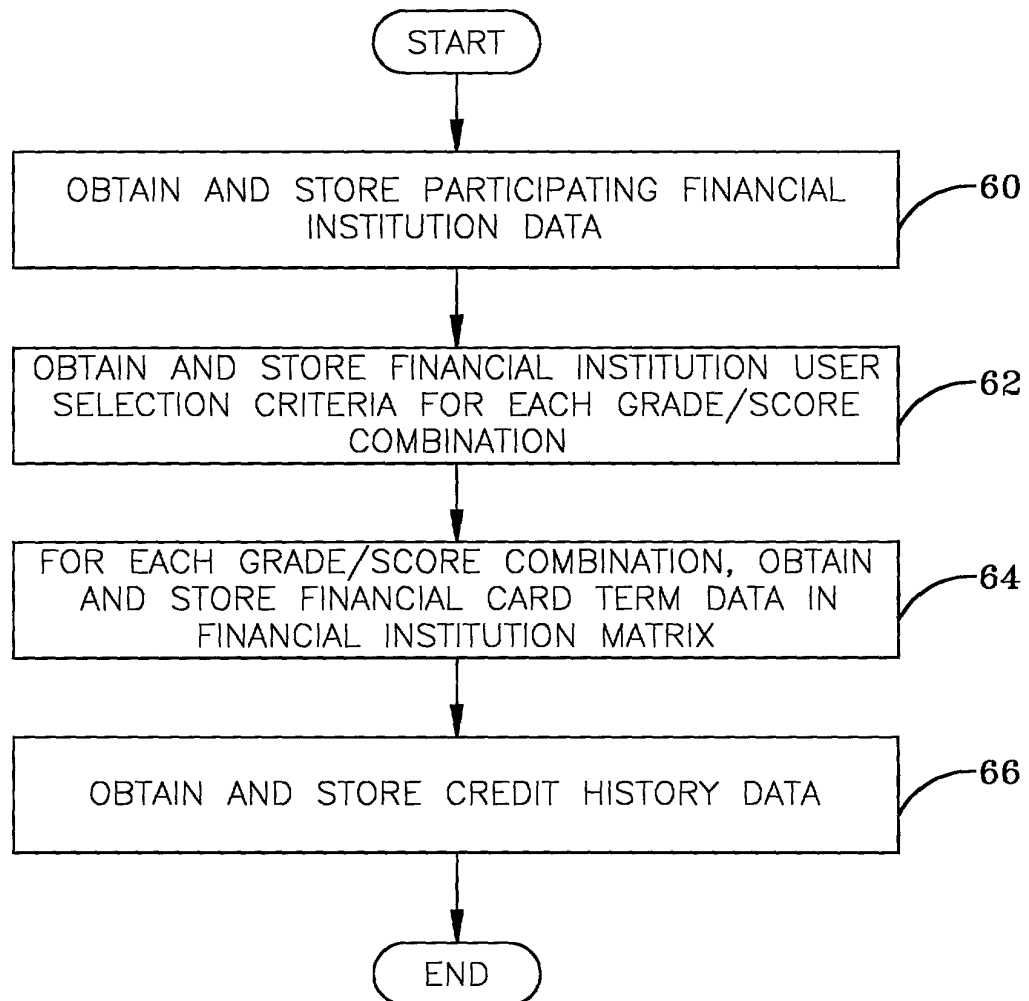 START
OBTAIN AND STORE PARTICIPATING FINANCIAL
INSTITUTION DATA
60
OBTAIN AND STORE FINANCIAL INSTITUTION USER
SELECTION CRITERIA FOR EACH GRADE/SCORE
COMBINATION
62
FOR EACH GRADE/SCORE COMBINATION, OBTAIN
AND STORE FINANCIAL CARD TERM DATA IN
FINANCIAL INSTITUTION MATRIX
64
OBTAIN AND STORE CREDIT HISTORY DATA
66
END